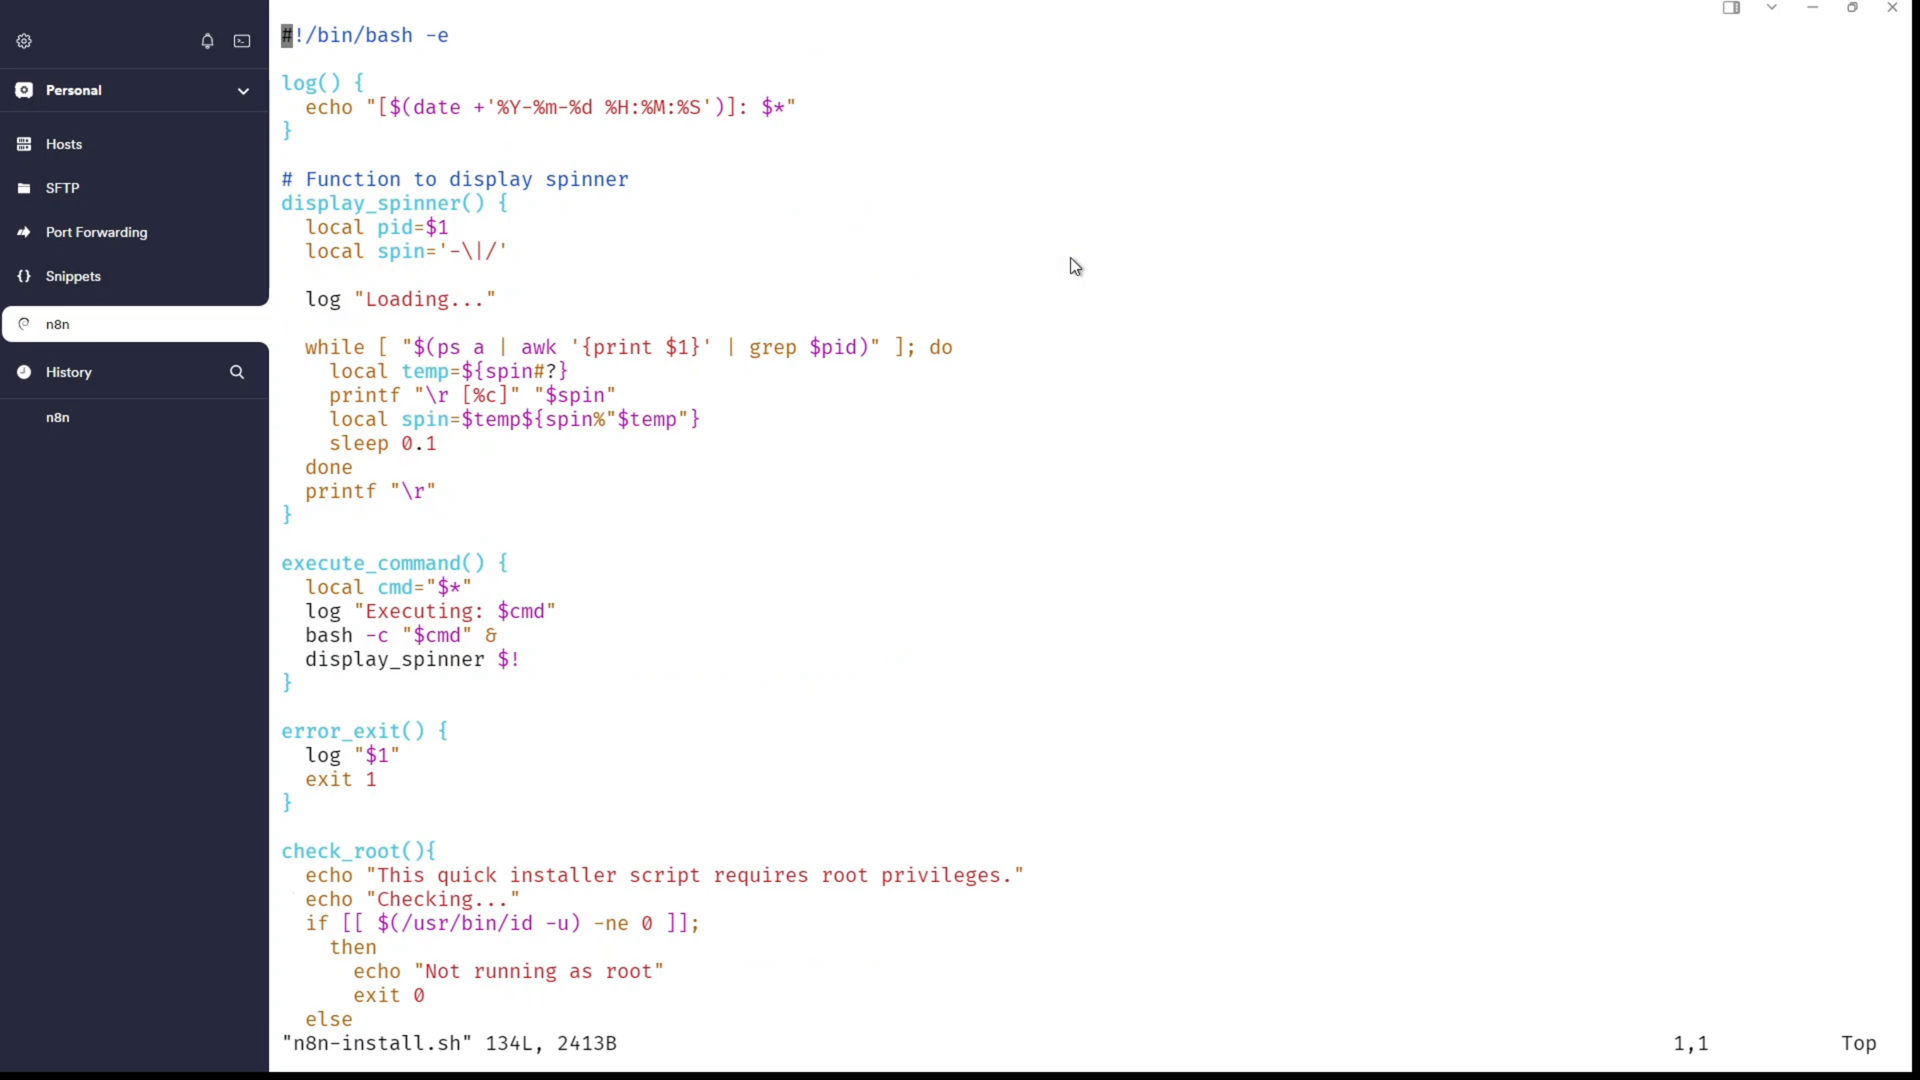 Personal
Hosts
SFTP
Port Forwarding
Snippets
n8n
History
n8n
#!/bin/bash -e
log() {
  echo "[$(date +'%Y-%m-%d %H:%M:%S')]: $*"
}
# Function to display spinner
display_spinner() {
  local pid=$1
  local spin='-\|/'
  log "Loading..."
  while [ "$(ps a | awk '{print $1}' | grep $pid)" ]; do
    local temp=${spin#?}
    printf "\r [%c]" "$spin"
    local spin=$temp${spin%"$temp"}
    sleep 0.1
  done
  printf "\r"
}
execute_command() {
  local cmd="$*"
  log "Executing: $cmd"
  bash -c "$cmd" &
  display_spinner $!
}
error_exit() {
  log "$1"
  exit 1
}
check_root(){
  echo "This quick installer script requires root privileges."
  echo "Checking..."
  if [[ $(/usr/bin/id -u) -ne 0 ]];
    then
      echo "Not running as root"
      exit 0
  else
"n8n-install.sh" 134L, 2413B 1,1 Top